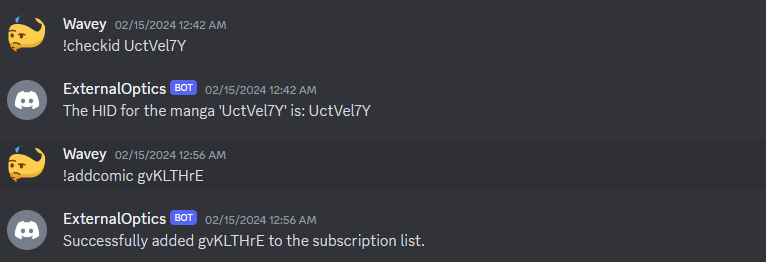 Wavey 02/15/2024 12:42 AM
!checkid UctVel7Y
ExternalOptics BOT 02/15/2024 12:42 AM
The HID for the manga 'UctVel7Y' is: UctVel7Y
Wavey 02/15/2024 12:56 AM
!addcomic gvKLTHrE
ExternalOptics BOT 02/15/2024 12:56 AM
Successfully added gvKLTHrE to the subscription list.